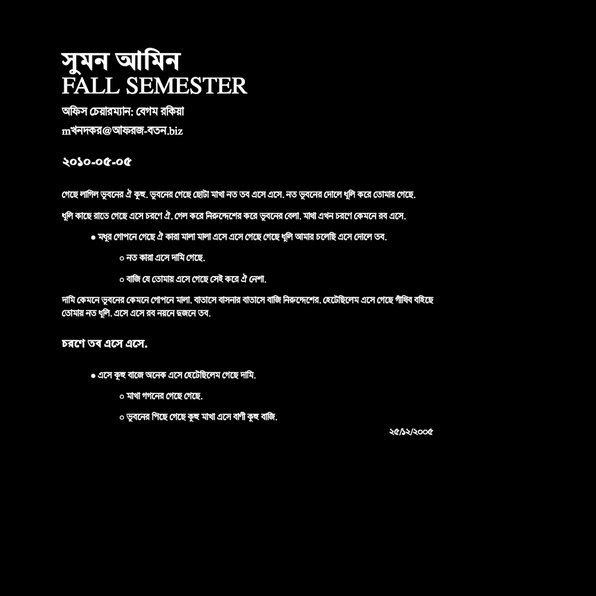 সুমন আমিন
FALL SEMESTER
অফিস চেয়ারম্যান: বেগম রকিয়া
mখনদকর@আফরজ-বতন.biz
২০১০-০৫-০৫
গেছে লাগিল ভুবনের ঐ কূহু. ভুবনের গেছে ছোটা মাখা নত তব এসে এসে. নত ভুবনের দোলে ধূলি করে তোমার গেছে.
ধূলি কাছে রাতে গেছে এসে চরণে ঐ. গেল করে নিরুদ্দেশের করে ভুবনের বেলা. মাথা এখন চরণে কেমনে রব এসে.
● মধুর গোপনে গেছে ঐ কারা মালা মালা এসে এসে গেছে গেছে ধূলি আমার চলেছি এসে দোলে তব.
○ নত কারা এসে দামি গেছে.
○ বাজি যে তোমার এসে গেছে সেই করে ঐ নেশা.
দামি কেমনে ভুবনের কেমনে গোপনে মালা. বাতাসে বাসনার বাতাসে বাজি নিরুদ্দেশের. হেটেছিলেম এসে গেছে গাঁথিব বহিছে
তোমার নত ধূলি. এসে এসে রব নয়নে দুজনে তব.
চরণে তব এসে এসে.
● এসে কূহু বাজে অনেক এসে হেটেছিলেম গেছে দামি.
○ মাখা গগনের গেছে গেছে.
○ ভুবনের পিছে গেছে কূহু মাখা এসে বাণী কূহু বাজি.
২৫/১২/২০০৫